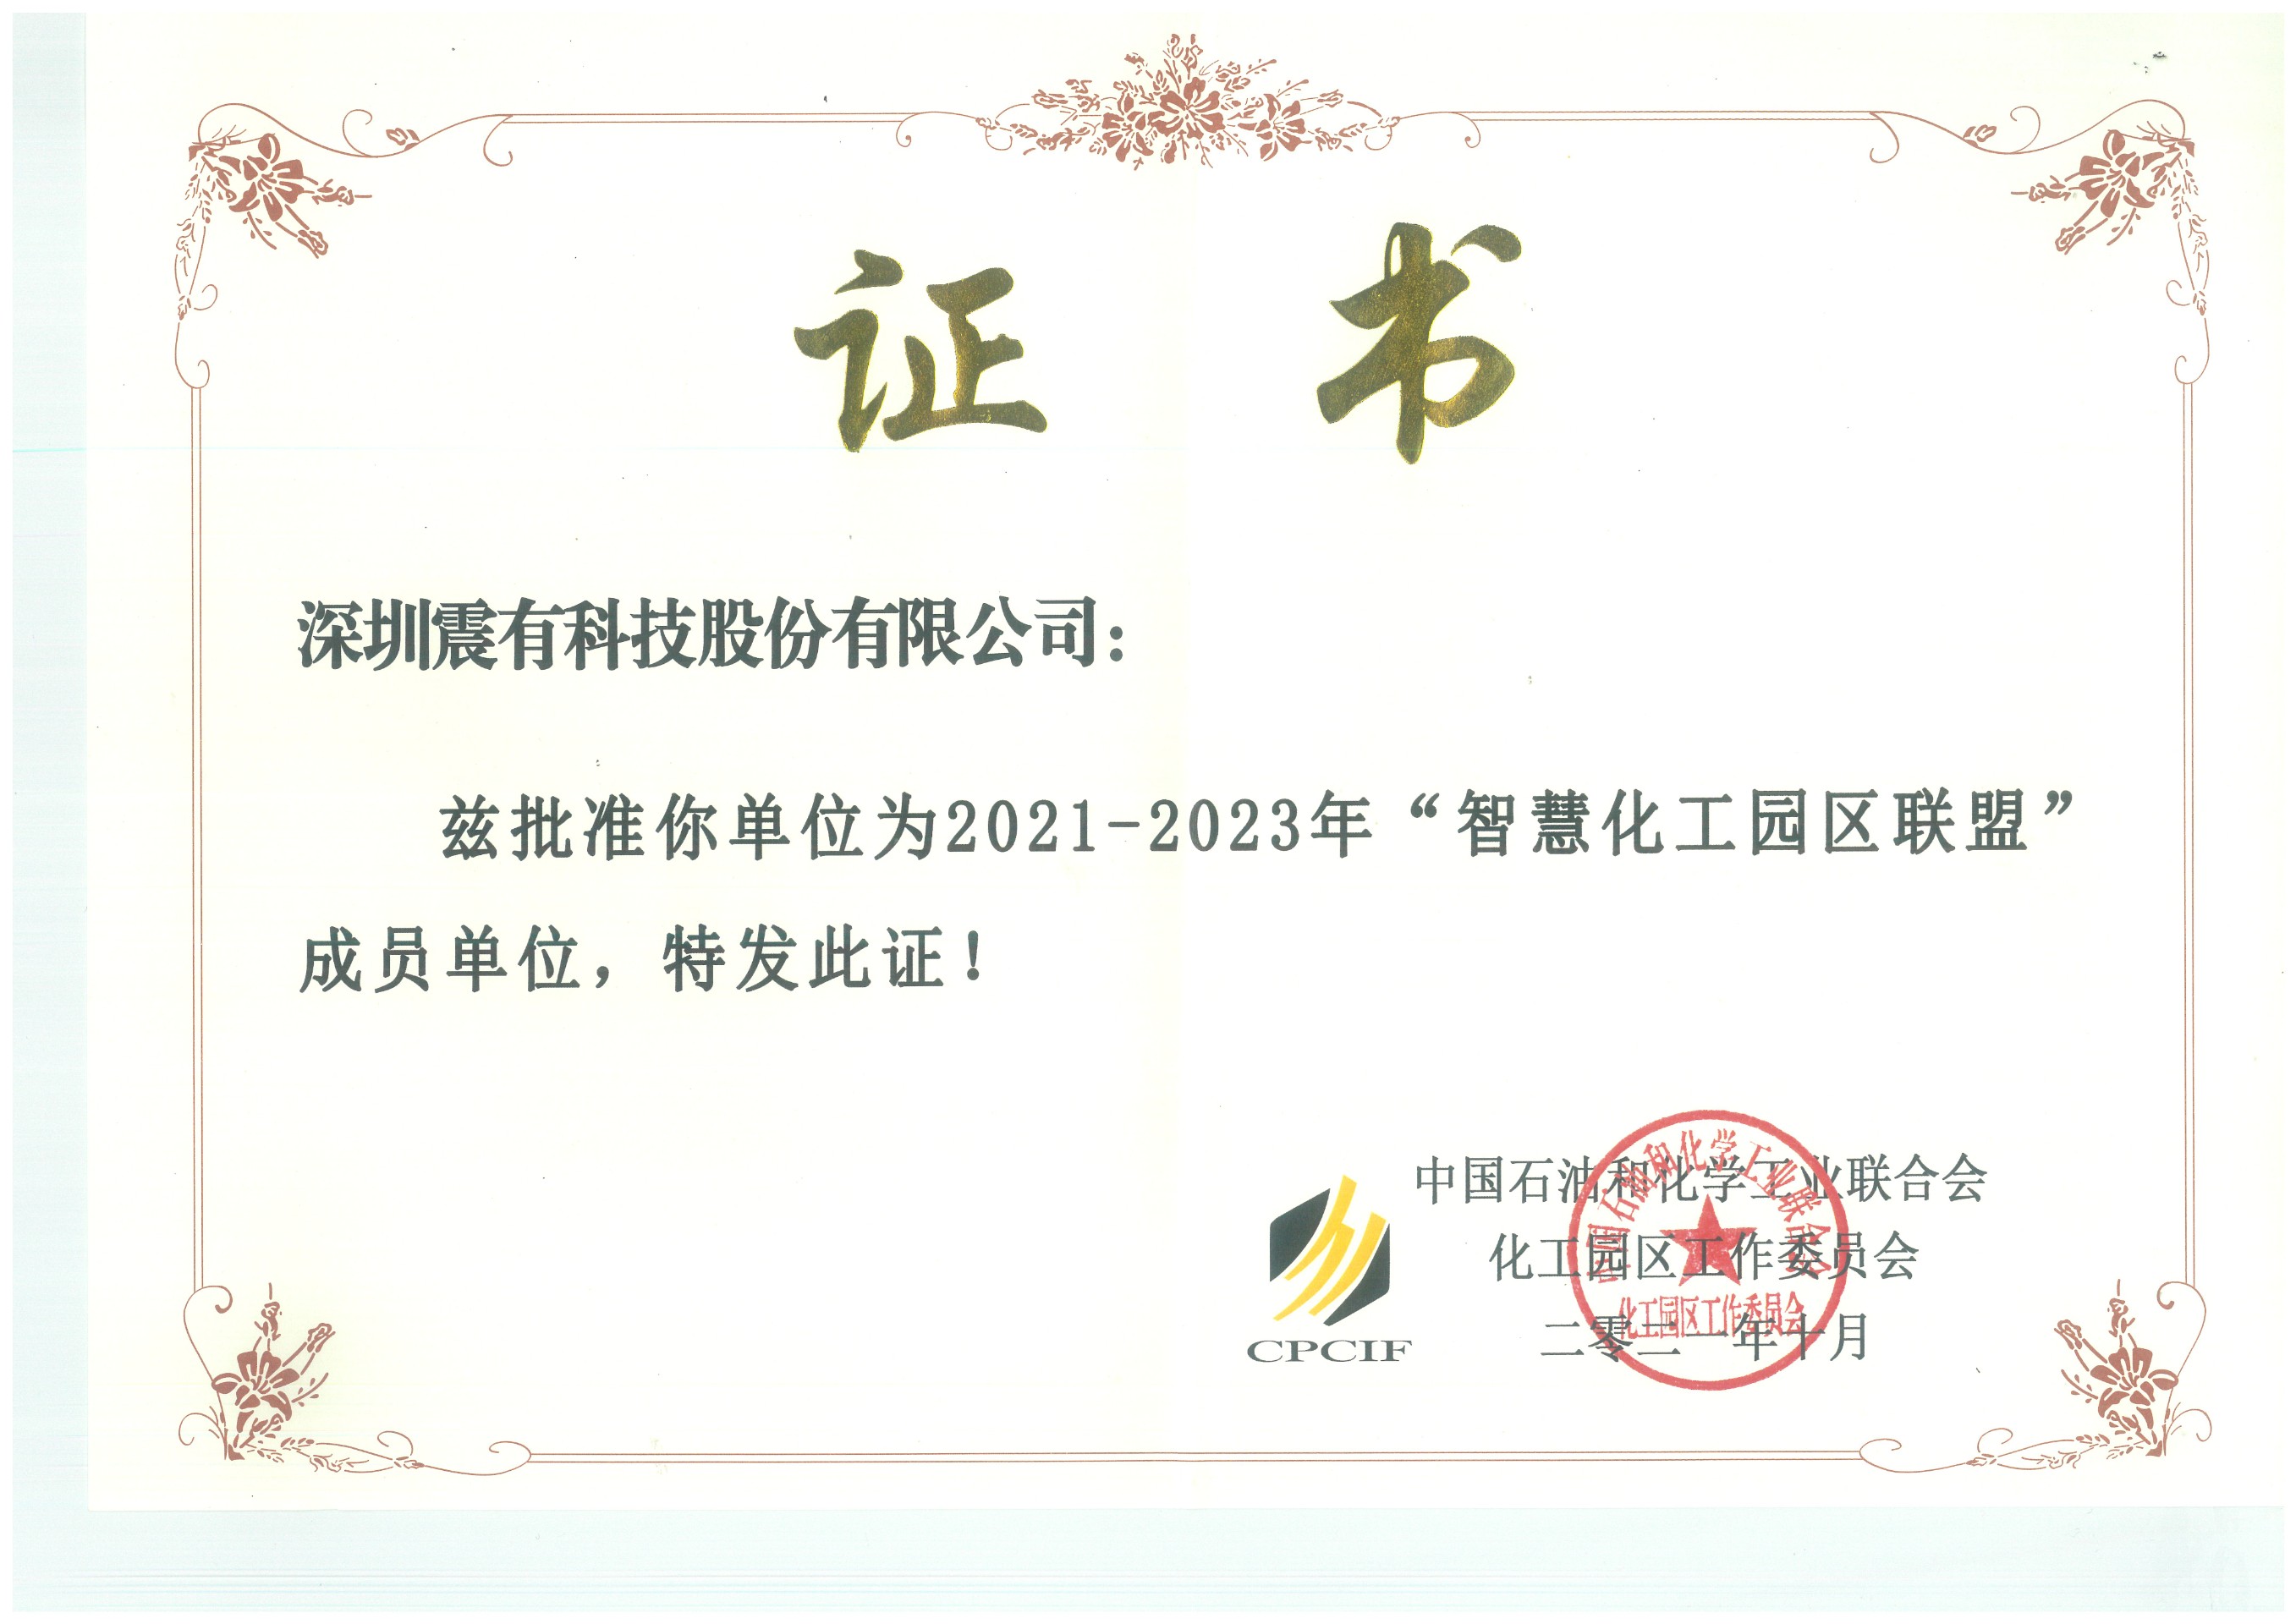 证 书
深圳震有科技股份有限公司：
兹批准你单位为2021-2023年“智慧化工园区联盟”
成员单位，特发此证！
中国石油和化学工业联合会
化工园区工作委员会
二零二一年十月
CPCIF
中国石油和化学工业联合会
化工园区工作委员会